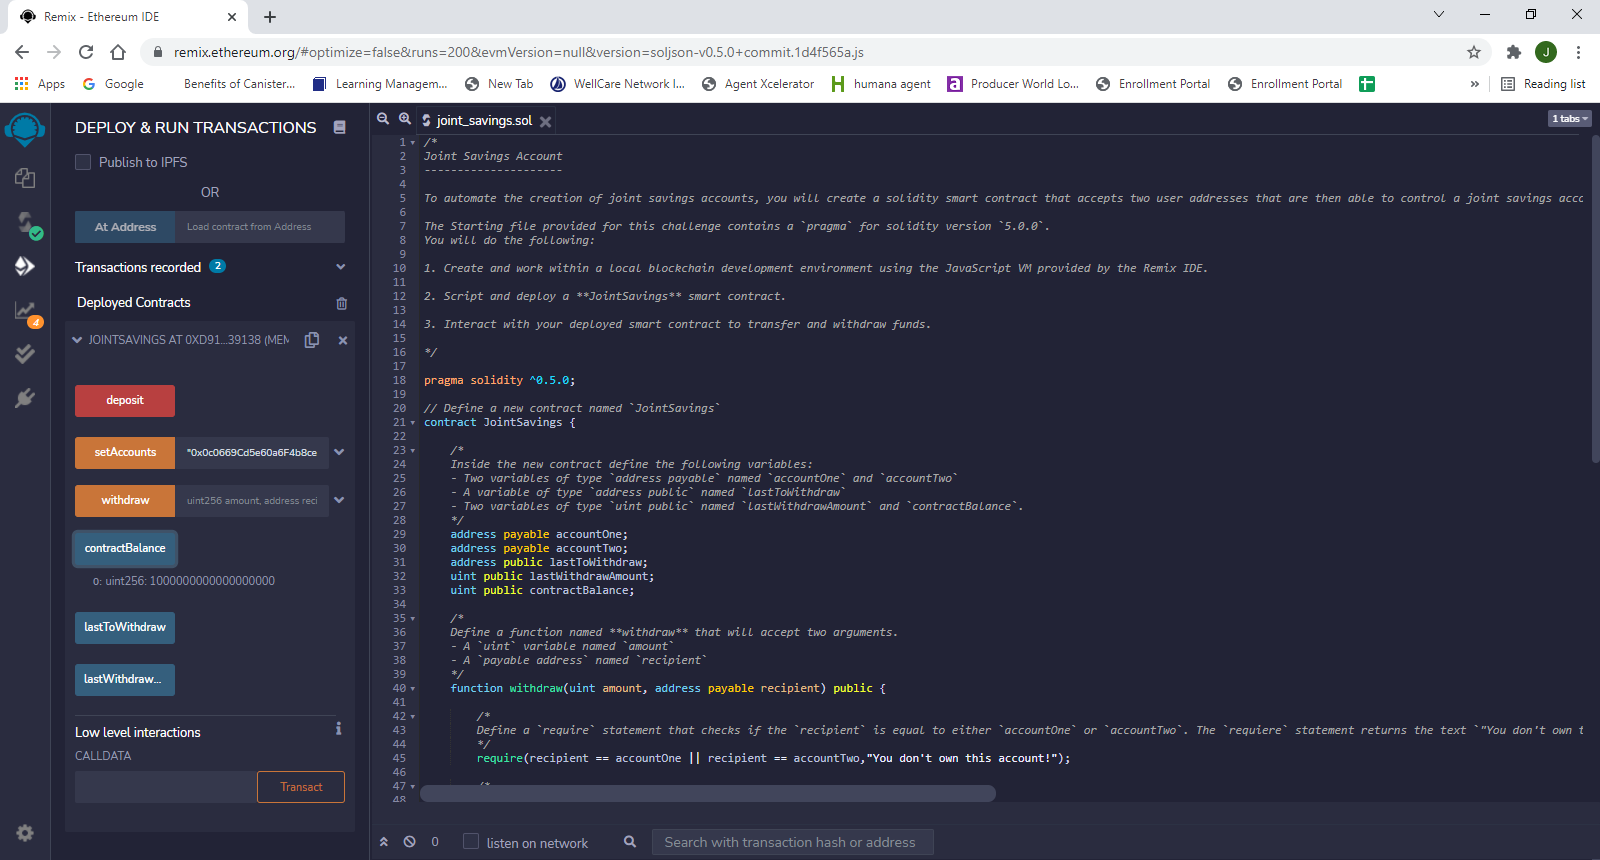 Remix - Ethereum IDE
remix.ethereum.org/#optimize=false&runs=200&evmVersion=null&version=soljson-v0.5.0+commit.1d4f565a.js
J
Apps Google Benefits of Canister... Learning Managem... New Tab WellCare Network I... Agent Xcelerator humana agent Producer World Lo... Enrollment Portal Enrollment Portal » Reading list
DEPLOY & RUN TRANSACTIONS
Publish to IPFS
OR
At Address Load contract from Address
Transactions recorded 2
Deployed Contracts
JOINTSAVINGS AT 0XD91...39138 (MEM
deposit
setAccounts "0x0c0669Cd5e60a6F4b8ce
withdraw uint256 amount, address reci
contractBalance
0: uint256: 1000000000000000000
lastToWithdraw
lastWithdraw...
Low level interactions
CALLDATA
Transact
4
joint_savings.sol
1 tabs
1 /*
2 Joint Savings Account
3 ---------------------
4
5 To automate the creation of joint savings accounts, you will create a solidity smart contract that accepts two user addresses that are then able to control a joint savings acco
6
7 The Starting file provided for this challenge contains a `pragma` for solidity version `5.0.0`.
8 You will do the following:
9
10 1. Create and work within a local blockchain development environment using the JavaScript VM provided by the Remix IDE.
11
12 2. Script and deploy a **JointSavings** smart contract.
13
14 3. Interact with your deployed smart contract to transfer and withdraw funds.
15
16 */
17
18 pragma solidity ^0.5.0;
19
20 // Define a new contract named `JointSavings`
21 contract JointSavings {
22
23 /*
24 Inside the new contract define the following variables:
25 - Two variables of type `address payable` named `accountOne` and `accountTwo`
26 - A variable of type `address public` named `lastToWithdraw`
27 - Two variables of type `uint public` named `lastWithdrawAmount` and `contractBalance`.
28 */
29 address payable accountOne;
30 address payable accountTwo;
31 address public lastToWithdraw;
32 uint public lastWithdrawAmount;
33 uint public contractBalance;
34
35 /*
36 Define a function named **withdraw** that will accept two arguments.
37 - A `uint` variable named `amount`
38 - A `payable address` named `recipient`
39 */
40 function withdraw(uint amount, address payable recipient) public {
41
42 /*
43 Define a `require` statement that checks if the `recipient` is equal to either `accountOne` or `accountTwo`. The `requiere` statement returns the text `"You don't own t
44 */
45 require(recipient == accountOne || recipient == accountTwo,"You don't own this account!");
46
47 /*
48
0 listen on network Search with transaction hash or address